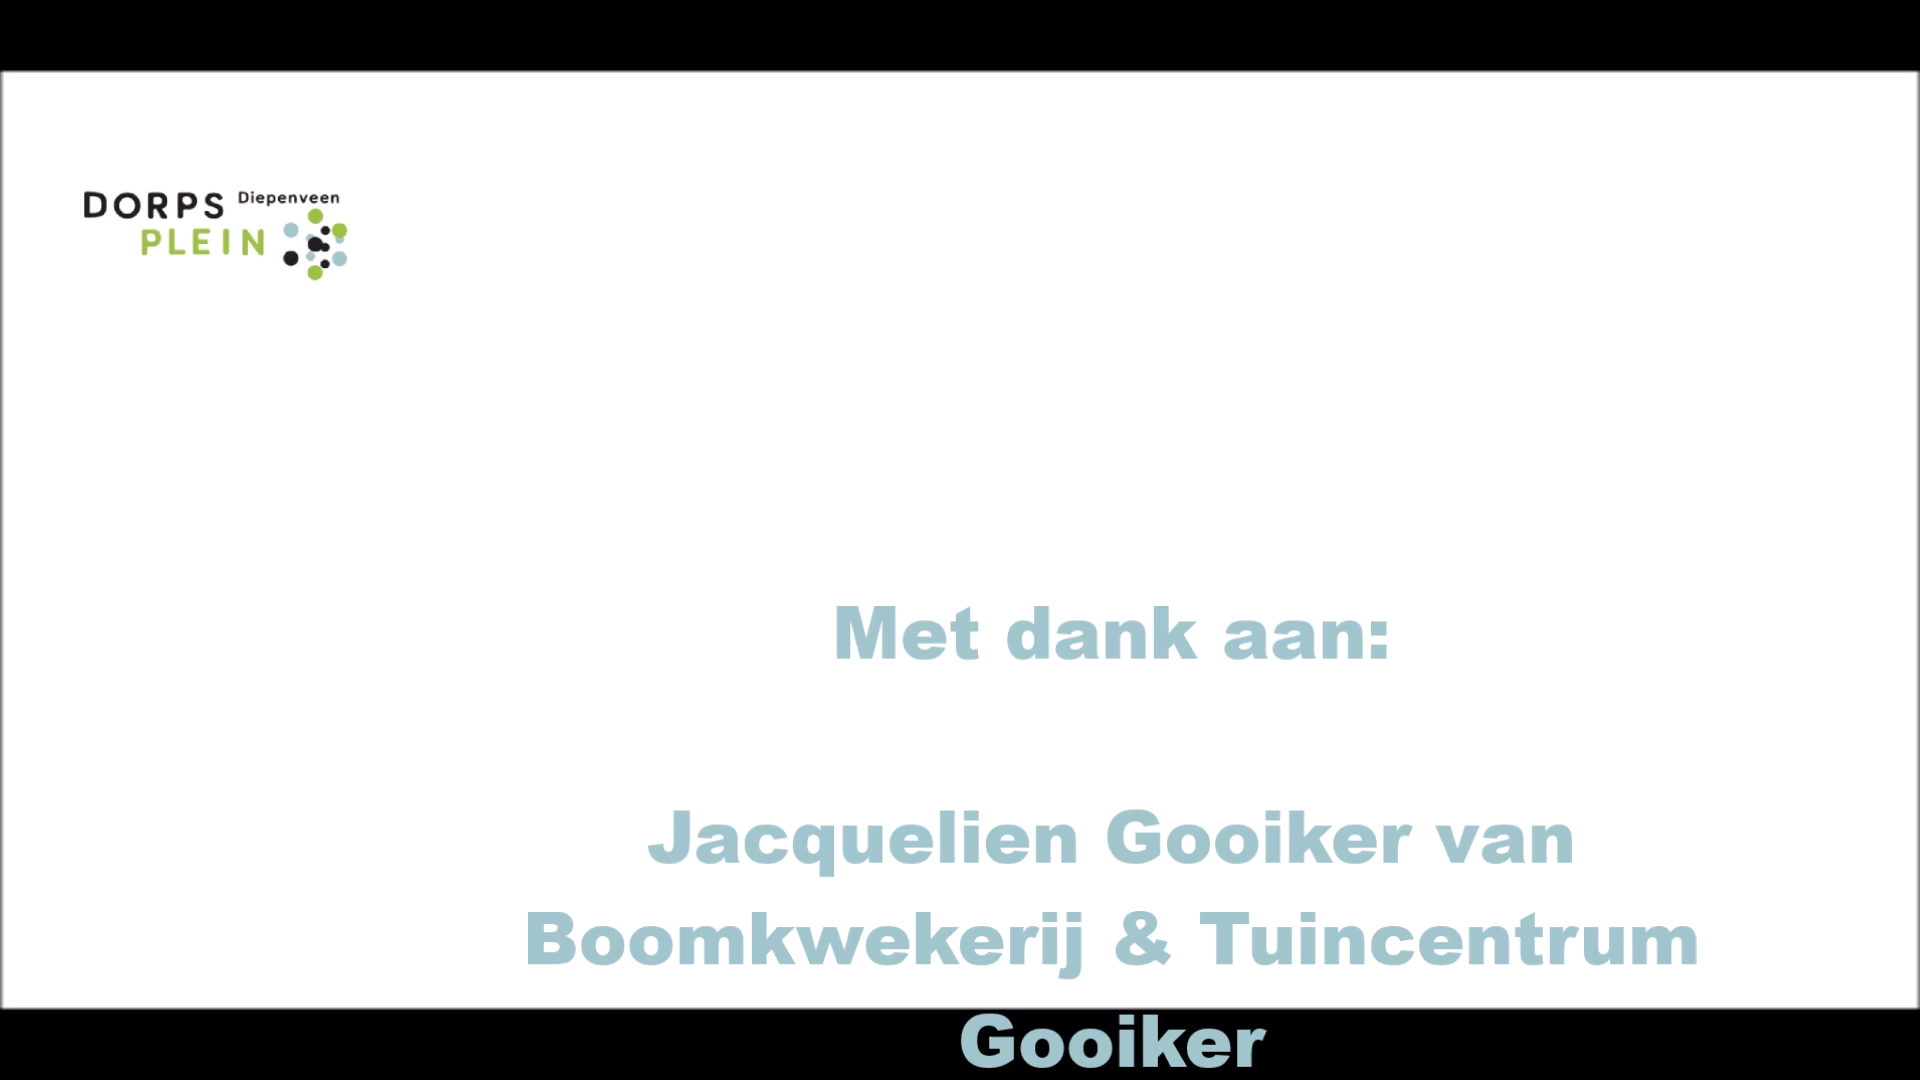 DORPS Diepenveen
PLEIN
Met dank aan:
Jacquelien Gooiker van
Boomkwekerij & Tuincentrum
Gooiker